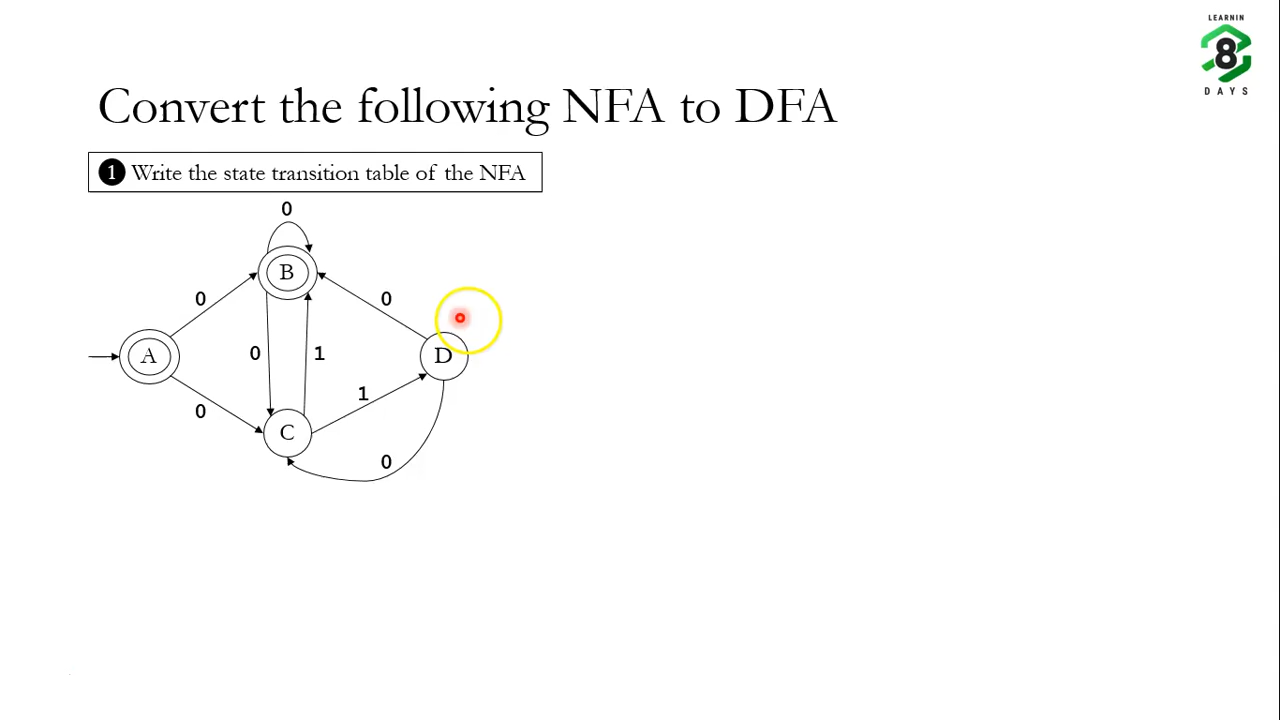 LEARNIN
8
DAYS
Convert the following NFA to DFA
1 Write the state transition table of the NFA
0
B
0
0
A
0
1
D
1
0
C
0